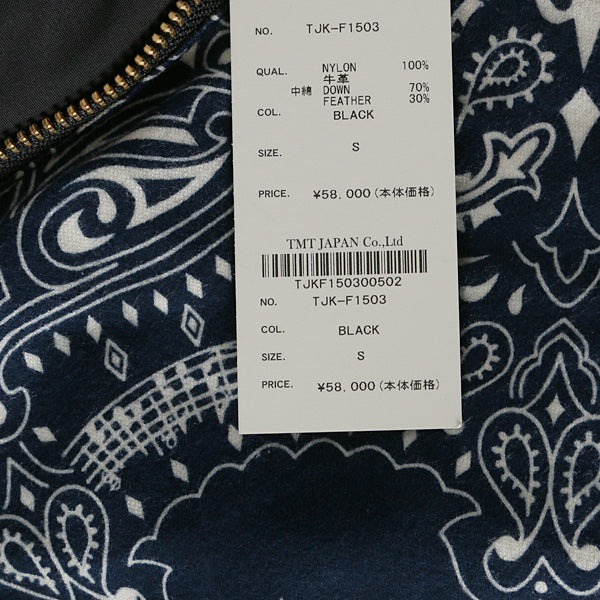 NO. TJK-F1503
QUAL. NYLON 100%
牛革
中綿 DOWN 70%
FEATHER 30%
COL. BLACK
SIZE. S
PRICE. ¥58,000(本体価格)
TMT JAPAN Co.,Ltd
TJKF150300502
NO. TJK-F1503
COL. BLACK
SIZE. S
PRICE. ¥58,000(本体価格)